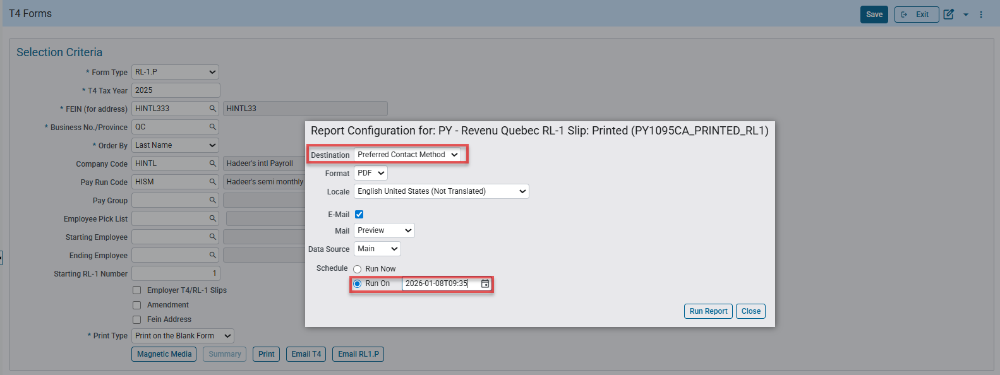 T4 Forms
Save
Exit
Selection Criteria
* Form Type RL-1.P
* T4 Tax Year 2025
* FEIN (for address) HINTL333 HINTL33
* Business No./Province QC
* Order By Last Name
Company Code HINTL Hadeer's intl Payroll
Pay Run Code HISM Hadeer's semi monthly
Pay Group
Employee Pick List
Starting Employee
Ending Employee
Starting RL-1 Number 1
Employer T4/RL-1 Slips
Amendment
Fein Address
* Print Type Print on the Blank Form
Magnetic Media Summary Print Email T4 Email RL1.P
Report Configuration for: PY - Revenu Quebec RL-1 Slip: Printed (PY1095CA_PRINTED_RL1)
Destination Preferred Contact Method
Format PDF
Locale English United States (Not Translated)
E-Mail
Mail Preview
Data Source Main
Schedule Run Now
Run On 2026-01-08T09:35
Run Report Close